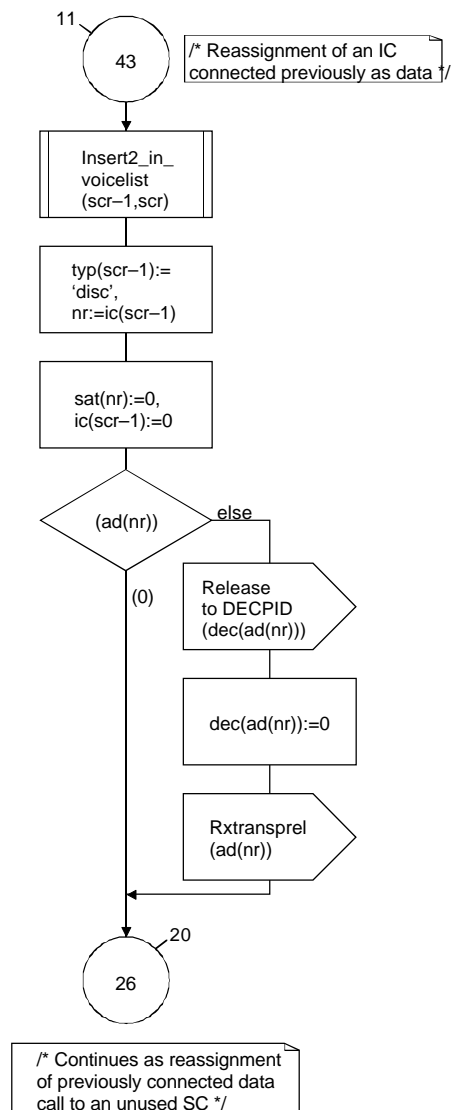 11
43
/* Reassignment of an IC
connected previously as data */
Insert2_in_
voicelist
(scr–1,scr)
typ(scr–1):=
'disc',
nr:=ic(scr–1)
sat(nr):=0,
ic(scr–1):=0
(ad(nr))
else
(0)
Release
to DECPID
(dec(ad(nr)))
dec(ad(nr)):=0
Rxtransprel
(ad(nr))
20
26
/* Continues as reassignment
of previously connected data
call to an unused SC */